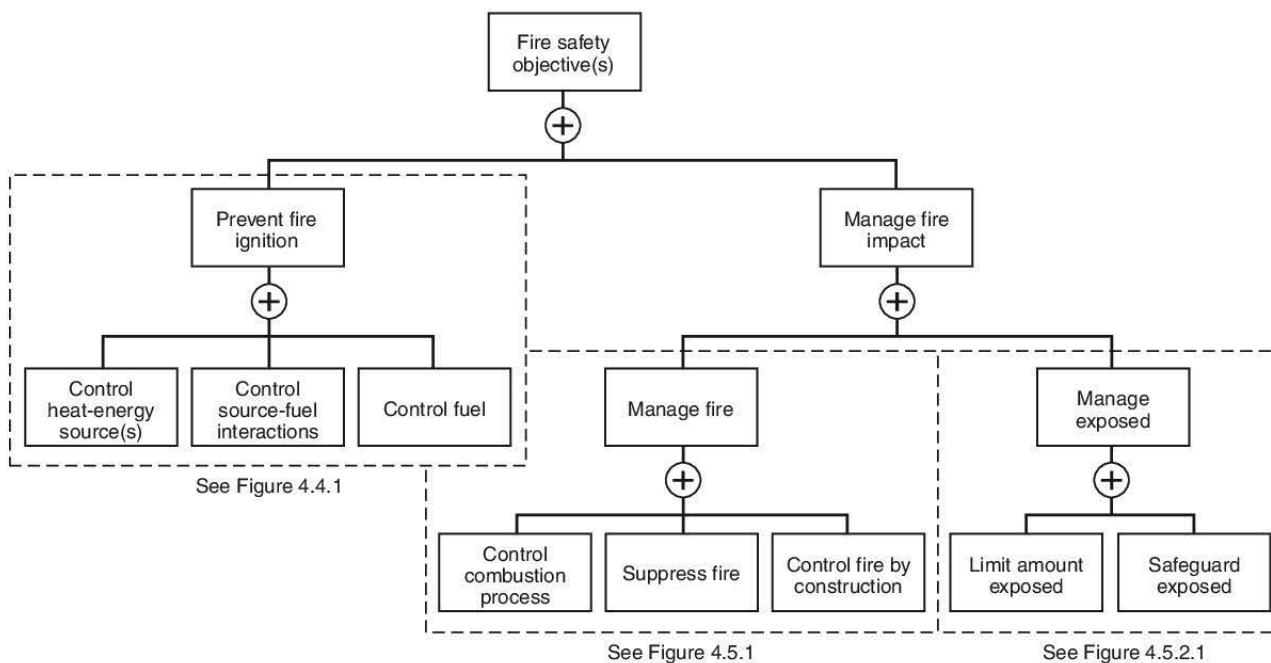 Fire safety
objective(s)
Prevent fire
ignition
Manage fire
impact
Control
heat-energy
source(s)
Control
source-fuel
interactions
Control fuel
Manage fire
Manage
exposed
See Figure 4.4.1
Control
combustion
process
Suppress fire
Control fire by
construction
Limit amount
exposed
Safeguard
exposed
See Figure 4.5.1
See Figure 4.5.2.1